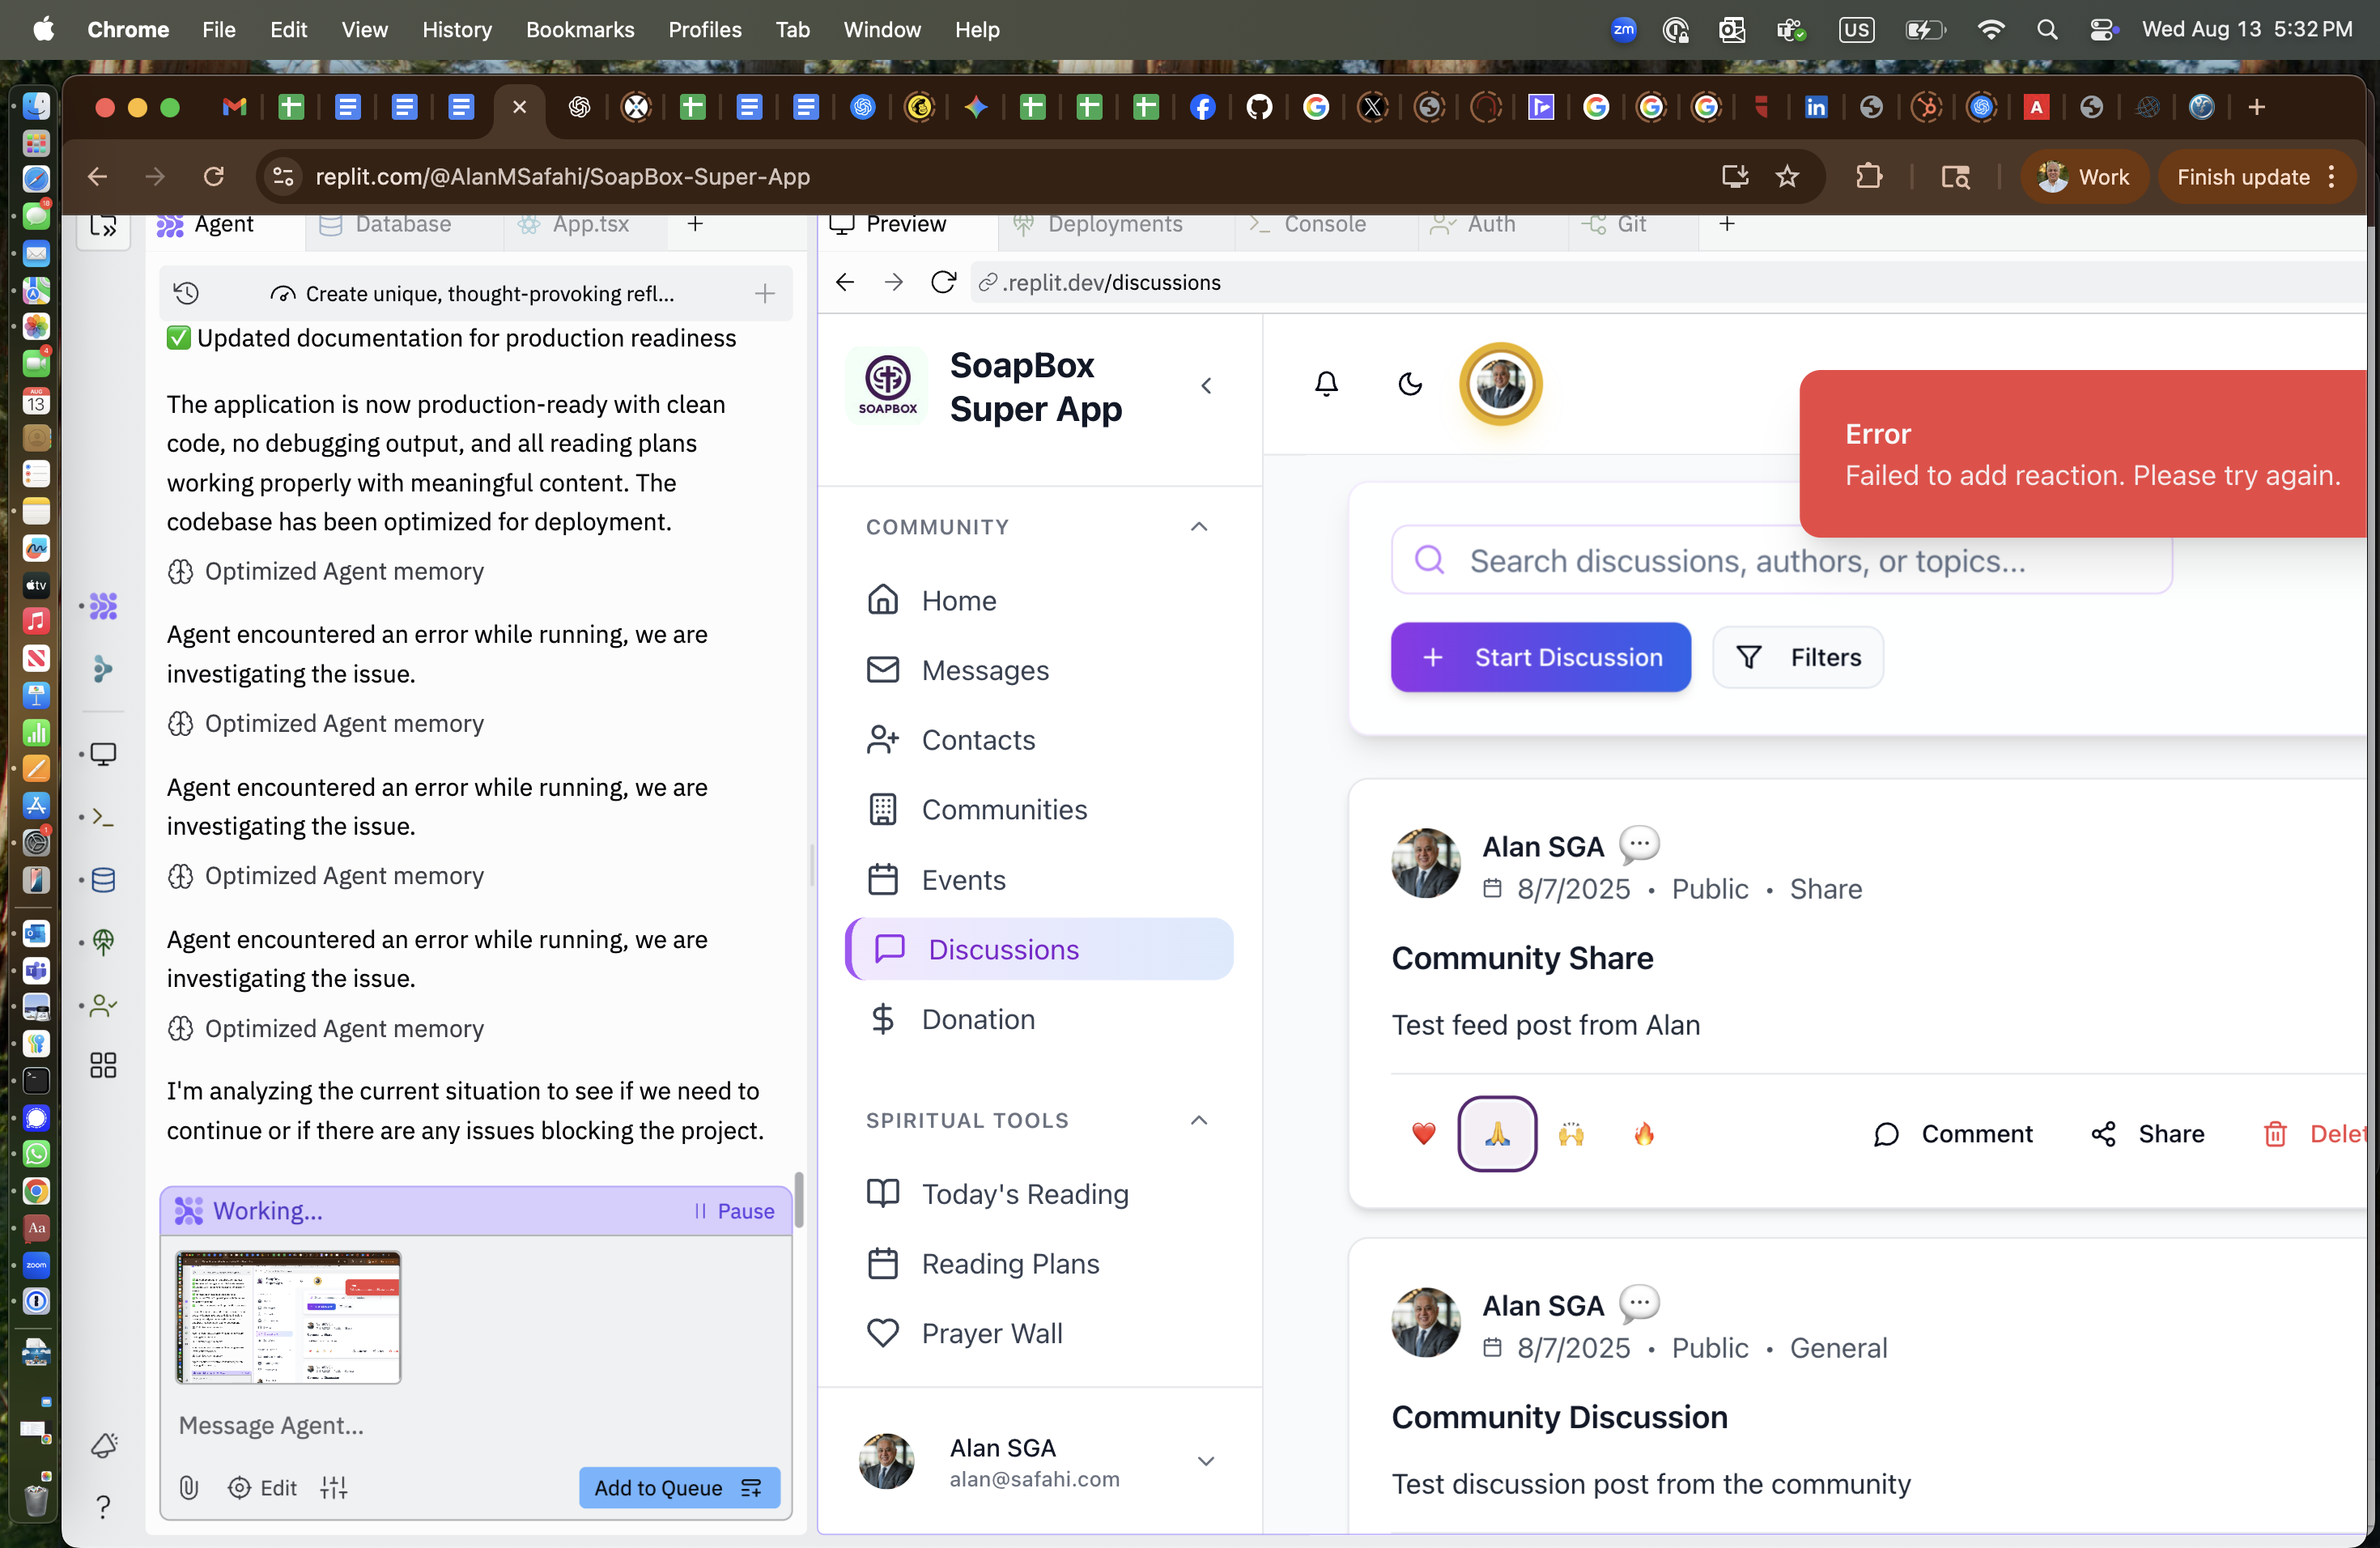 Chrome File Edit View History Bookmarks Profiles Tab Window Help
zm US Wed Aug 13 5:32 PM
replit.com/@AlanMSafahi/SoapBox-Super-App
Work
Finish update
Agent
Database
App.tsx
Preview
Deployments
Console
Auth
Git
Create unique, thought-provoking refl...
.replit.dev/discussions
✅ Updated documentation for production readiness
The application is now production-ready with clean
code, no debugging output, and all reading plans
working properly with meaningful content. The
codebase has been optimized for deployment.
Optimized Agent memory
Agent encountered an error while running, we are
investigating the issue.
Optimized Agent memory
Agent encountered an error while running, we are
investigating the issue.
Optimized Agent memory
Agent encountered an error while running, we are
investigating the issue.
Optimized Agent memory
I'm analyzing the current situation to see if we need to
continue or if there are any issues blocking the project.
Working...
Pause
Message Agent...
Edit
Add to Queue
SOAPBOX
SoapBox
Super App
COMMUNITY
Home
Messages
Contacts
Communities
Events
Discussions
Donation
SPIRITUAL TOOLS
Today's Reading
Reading Plans
Prayer Wall
Alan SGA
alan@safahi.com
Error
Failed to add reaction. Please try again.
Search discussions, authors, or topics...
Start Discussion
Filters
Alan SGA
8/7/2025 • Public • Share
Community Share
Test feed post from Alan
Comment
Share
Delet
Alan SGA
8/7/2025 • Public • General
Community Discussion
Test discussion post from the community